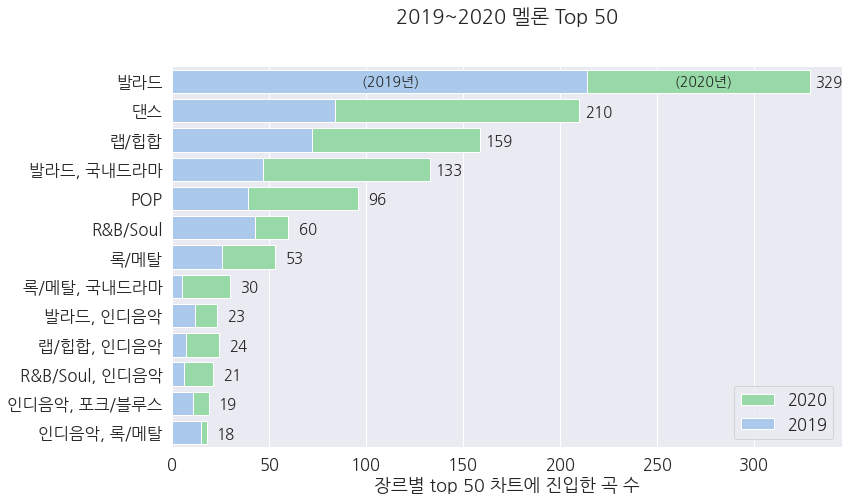 2019~2020 멜론 Top 50
발라드 (2019년) (2020년) 329
댄스 210
랩/힙합 159
발라드, 국내드라마 133
POP 96
R&B/Soul 60
록/메탈 53
록/메탈, 국내드라마 30
발라드, 인디음악 23
랩/힙합, 인디음악 24
R&B/Soul, 인디음악 21
인디음악, 포크/블루스 19
인디음악, 록/메탈 18
2020
2019
0 50 100 150 200 250 300
장르별 top 50 차트에 진입한 곡 수